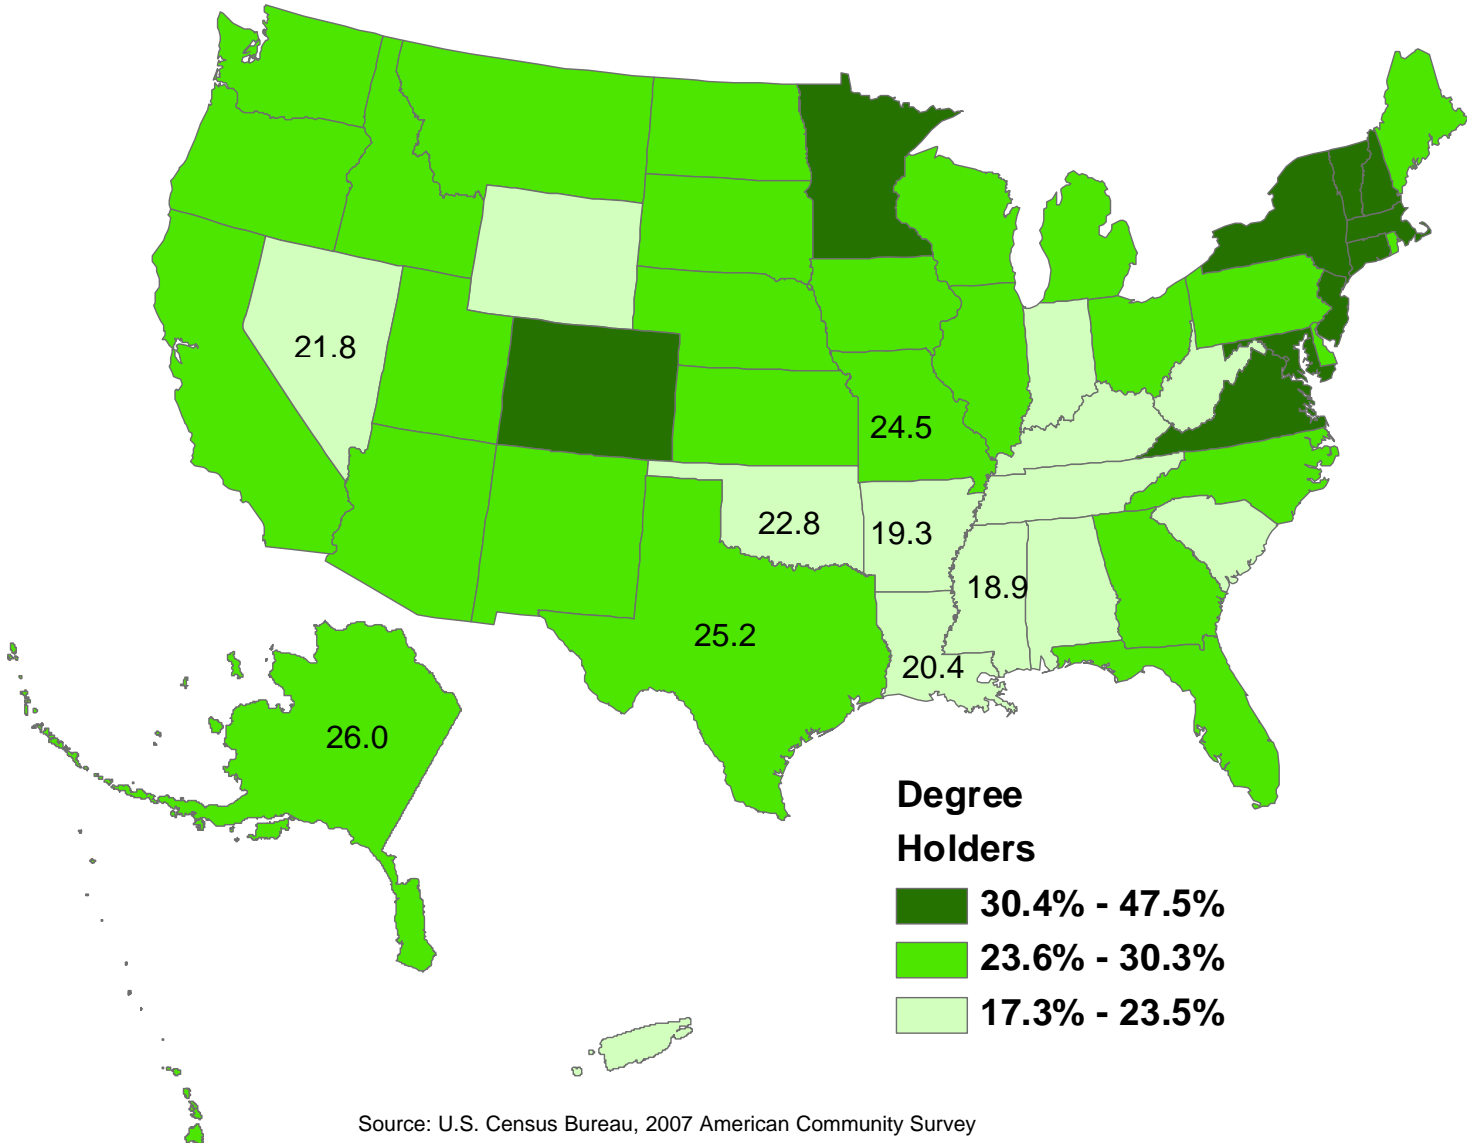 21.8
24.5
22.8
19.3
18.9
25.2
20.4
26.0
Degree
Holders
30.4% - 47.5%
23.6% - 30.3%
17.3% - 23.5%
Source: U.S. Census Bureau, 2007 American Community Survey